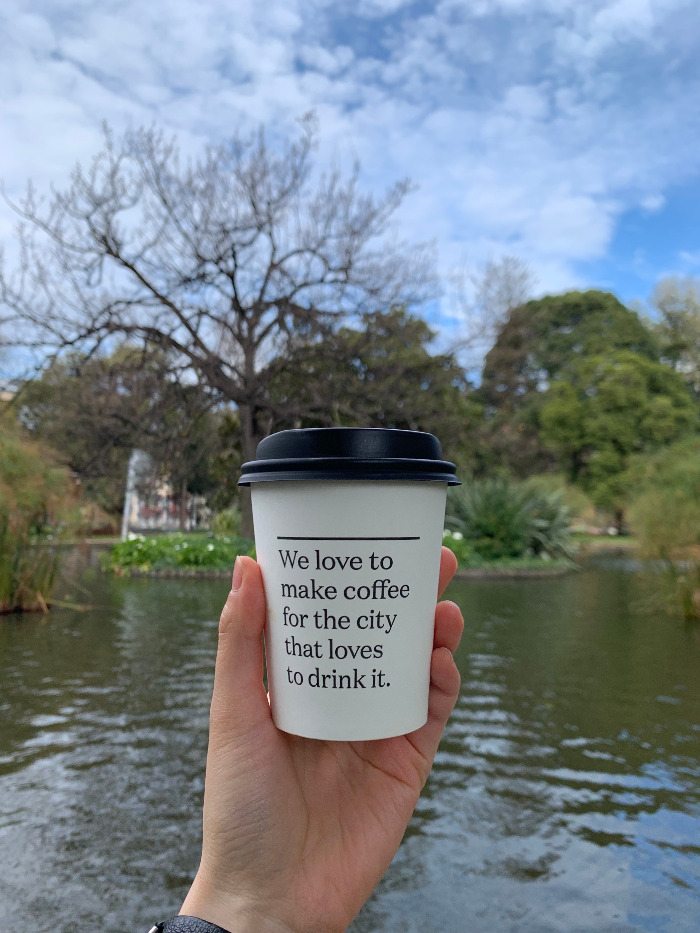 We love to
make coffee
for the city
that loves
to drink it.